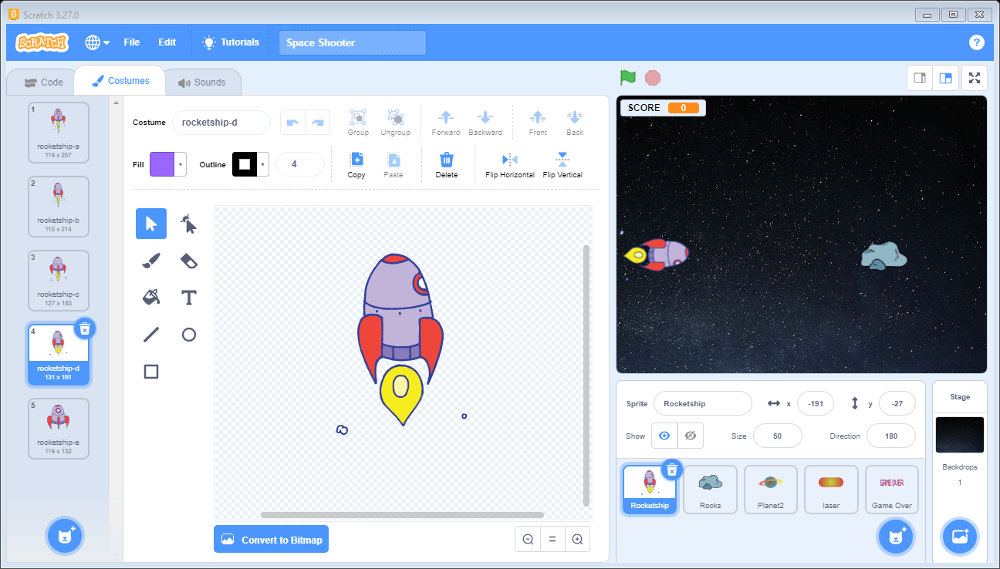 Scratch 3.27.0
SCRATCH
File
Edit
Tutorials
Space Shooter
?
Code
Costumes
Sounds
1
rocketship-a
119 x 207
2
rocketship-b
110 x 214
3
rocketship-c
127 x 183
4
rocketship-d
131 x 181
5
rocketship-e
119 x 132
Costume
rocketship-d
Group
Ungroup
Forward
Backward
Front
Back
Fill
Outline
4
Copy
Paste
Delete
Flip Horizontal
Flip Vertical
T
Convert to Bitmap
=
SCORE 0
Sprite
Rocketship
x
-191
y
-27
Show
Size
50
Direction
180
Rocketship
Rocks
Planet2
laser
GAME OVER
Game Over
Stage
Backdrops
1